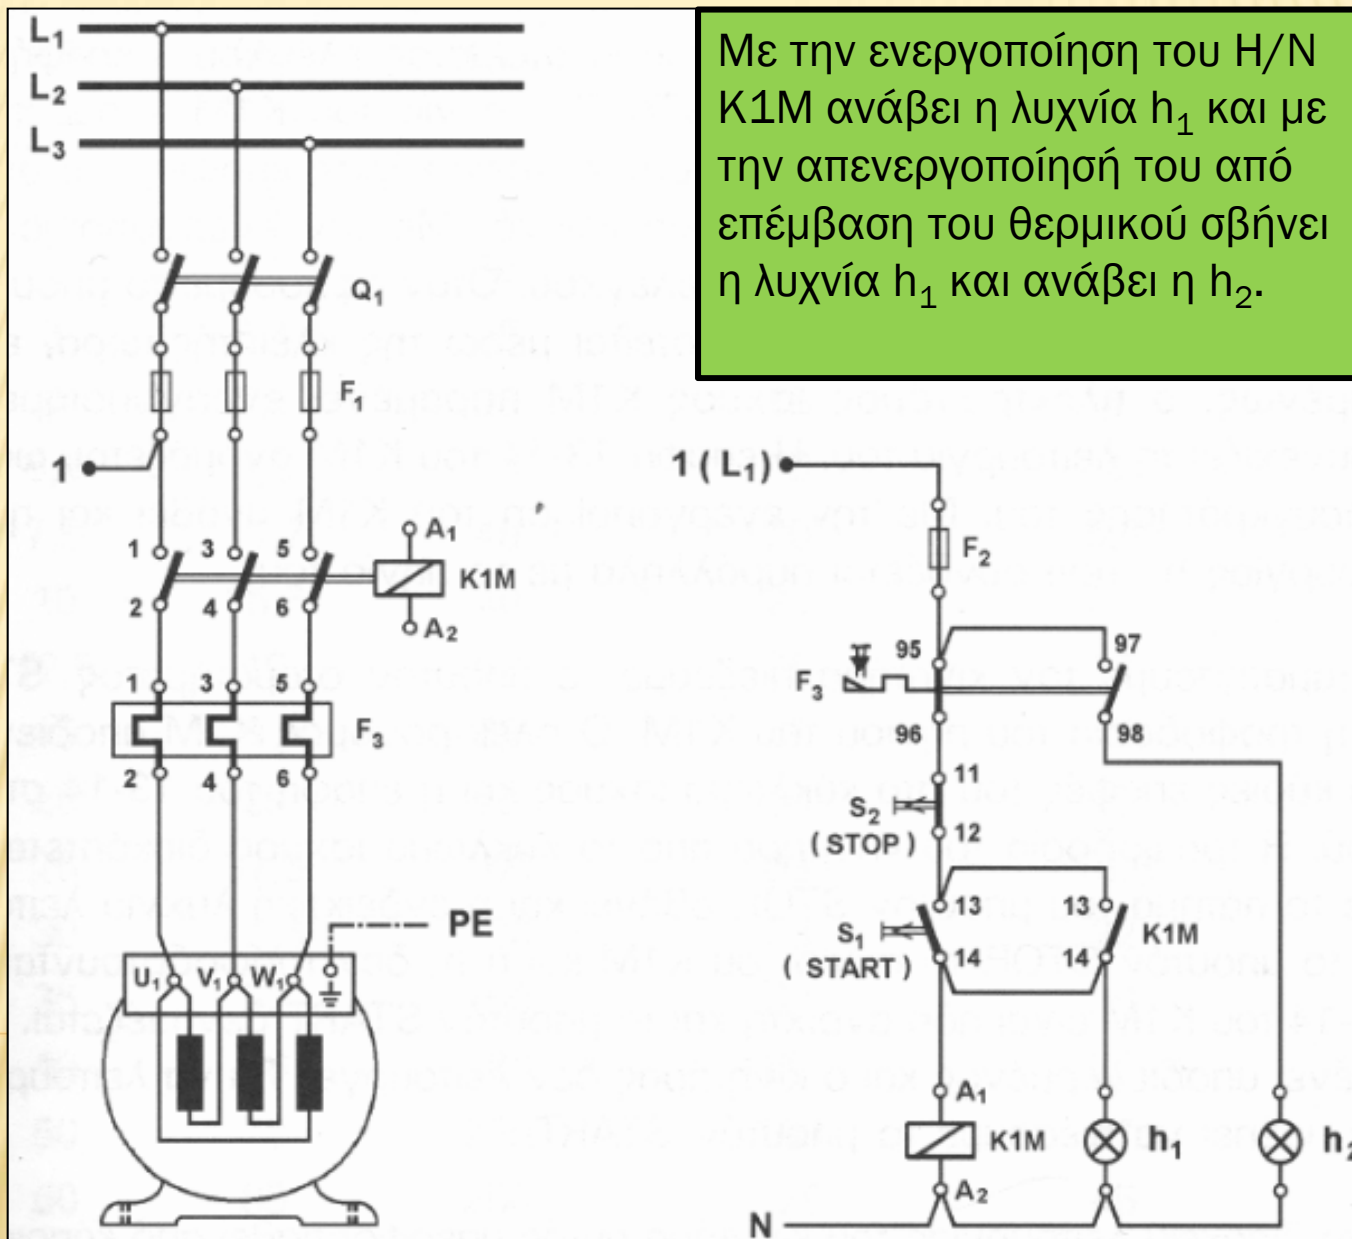 L1
L2
L3
Με την ενεργοποίηση του Η/Ν
Κ1Μ ανάβει η λυχνία h1 και με
την απενεργοποίησή του από
επέμβαση του θερμικού σβήνει
η λυχνία h1 και ανάβει η h2.
Q1
F1
1
1 3 5
A1
K1M
2 4 6
A2
1 3 5
F3
2 4 6
PE
U1 V1 W1
1 ( L1 )
F2
95 97
F3
96 98
11
S2
( STOP )
12
13 13
S1
( START )
K1M
14 14
A1
K1M
h1
h2
A2
N